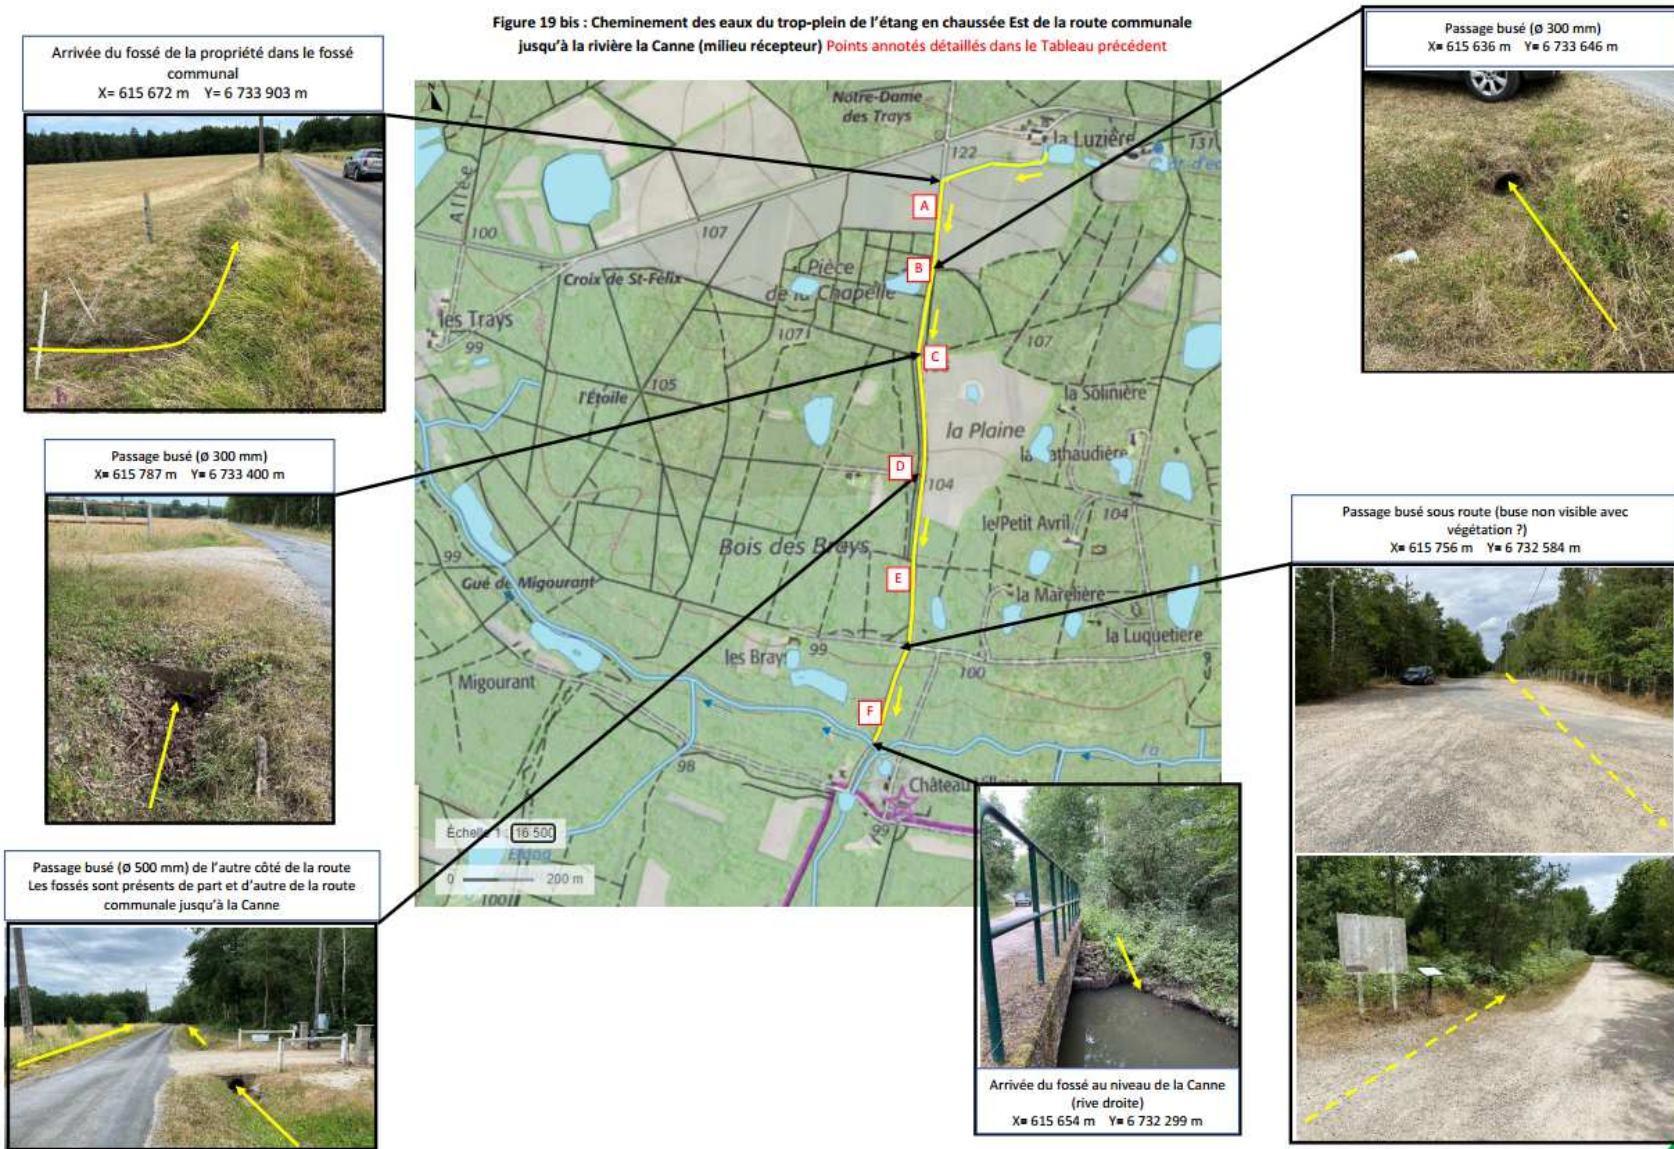 Figure 19 bis : Cheminement des eaux du trop-plein de l'étang en chaussée Est de la route communale
jusqu'à la rivière la Canne (milieu récepteur) Points annotés détaillés dans le Tableau précédent
Arrivée du fossé de la propriété dans le fossé
communal
X= 615 672 m Y= 6 733 903 m
Passage busé (Ø 300 mm)
X= 615 636 m Y= 6 733 646 m
Passage busé (Ø 300 mm)
X= 615 787 m Y= 6 733 400 m
Passage busé (Ø 500 mm) de l'autre côté de la route
Les fossés sont présents de part et d'autre de la route
communale jusqu'à la Canne
Passage busé sous route (buse non visible avec
végétation ?)
X= 615 756 m Y= 6 732 584 m
Arrivée du fossé au niveau de la Canne
(rive droite)
X= 615 654 m Y= 6 732 299 m
Notre-Dame
des Trays
la Luzière
131
122
Allée
100
107
A
B
Pièce
de la Chapelle
Croix de St-Félix
les Trays
99
107
C
107
105
l'Étoile
la Solinière
la Plaine
D
104
le Petit Avril
104
99
Bois des Brays
Gué de Migourant
E
la Marelière
la Luquetière
99
les Brays
100
Migourant
F
la
98
Château
99
Échelle 1 : 16 500
Etang
0 200 m
100